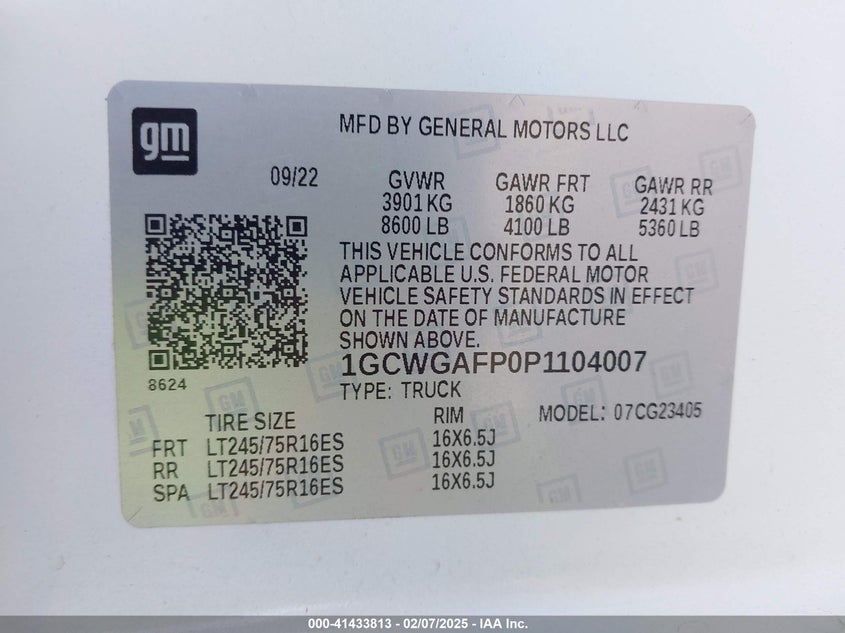 gm
MFD BY GENERAL MOTORS LLC
09/22
GVWR GAWR FRT GAWR RR
3901 KG 1860 KG 2431 KG
8600 LB 4100 LB 5360 LB
THIS VEHICLE CONFORMS TO ALL
APPLICABLE U.S. FEDERAL MOTOR
VEHICLE SAFETY STANDARDS IN EFFECT
ON THE DATE OF MANUFACTURE
SHOWN ABOVE.
1GCWGAFP0P1104007
8624
TYPE: TRUCK
TIRE SIZE RIM MODEL: 07CG23405
FRT LT245/75R16ES 16X6.5J
RR LT245/75R16ES 16X6.5J
SPA LT245/75R16ES 16X6.5J
000-41433813 - 02/07/2025 - IAA Inc.